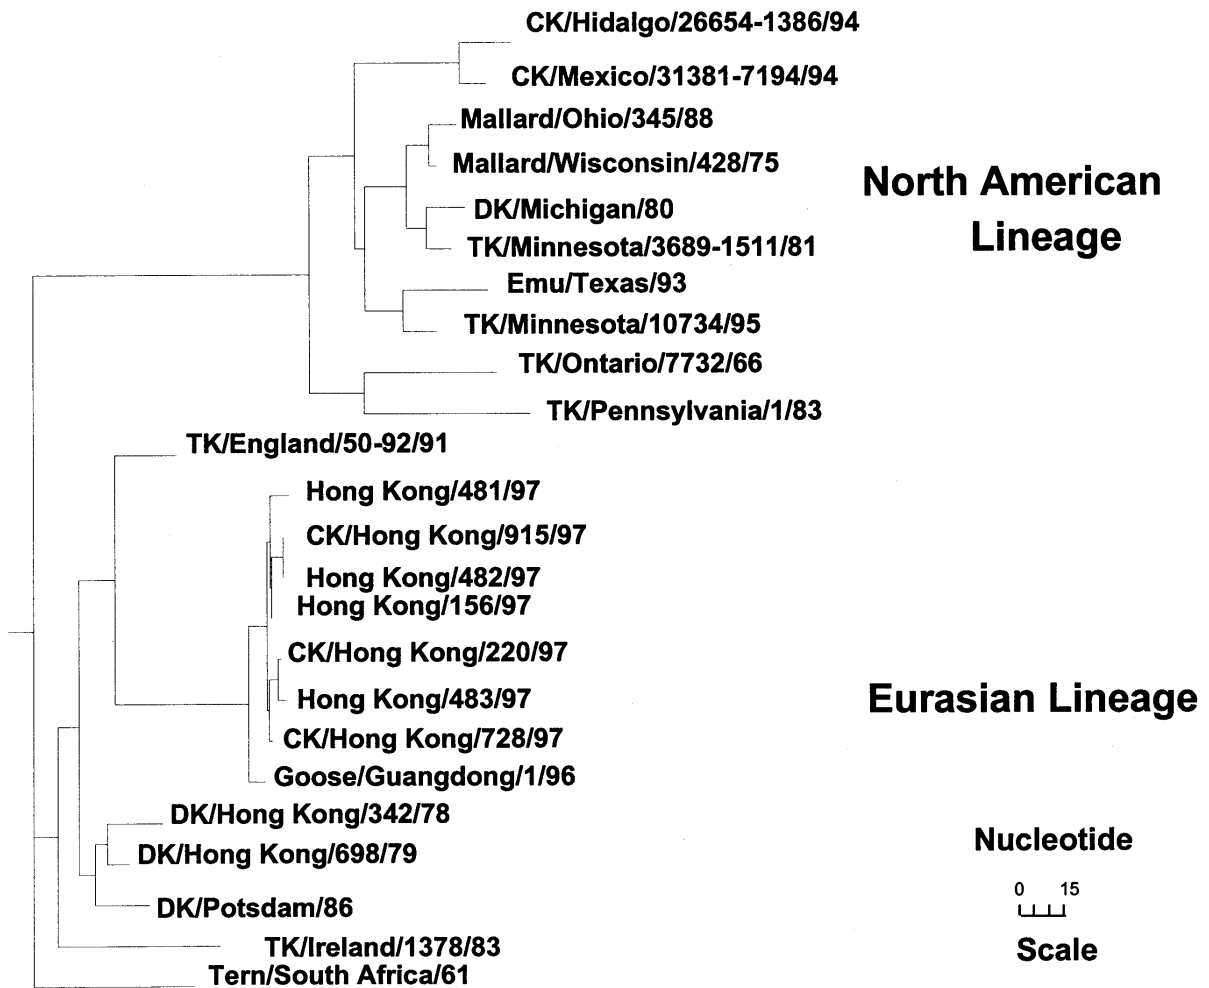 CK/Hidalgo/26654-1386/94
CK/Mexico/31381-7194/94
Mallard/Ohio/345/88
Mallard/Wisconsin/428/75
DK/Michigan/80
TK/Minnesota/3689-1511/81
Emu/Texas/93
TK/Minnesota/10734/95
TK/Ontario/7732/66
TK/Pennsylvania/1/83
North American
Lineage
TK/England/50-92/91
Hong Kong/481/97
CK/Hong Kong/915/97
Hong Kong/482/97
Hong Kong/156/97
CK/Hong Kong/220/97
Hong Kong/483/97
CK/Hong Kong/728/97
Goose/Guangdong/1/96
DK/Hong Kong/342/78
DK/Hong Kong/698/79
DK/Potsdam/86
TK/Ireland/1378/83
Tern/South Africa/61
Eurasian Lineage
Nucleotide
0 15
Scale